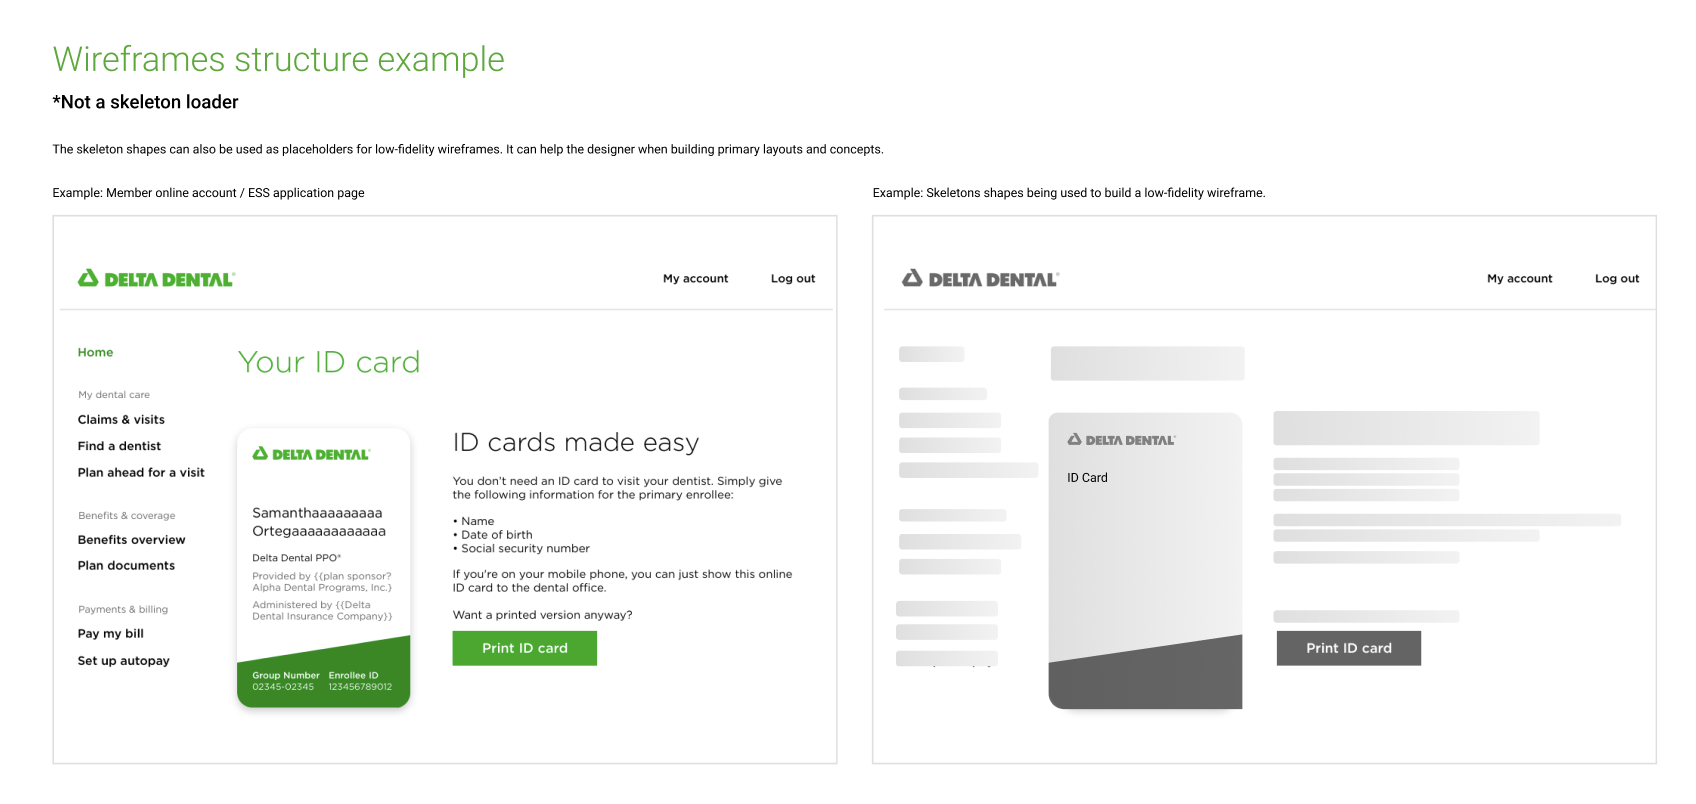 Wireframes structure example
*Not a skeleton loader
The skeleton shapes can also be used as placeholders for low-fidelity wireframes. It can help the designer when building primary layouts and concepts.
Example: Member online account / ESS application page
DELTA DENTAL®
My account
Log out
Home
My dental care
Claims & visits
Find a dentist
Plan ahead for a visit
Benefits & coverage
Benefits overview
Plan documents
Payments & billing
Pay my bill
Set up autopay
Your ID card
DELTA DENTAL®
Samanthaaaaaaaaa
Ortegaaaaaaaaaaaa
Delta Dental PPO™
Provided by {{plan sponsor?
Alpha Dental Programs, Inc.}
Administered by {{Delta
Dental Insurance Company}}
Group Number Enrollee ID
02345-02345 123456789012
ID cards made easy
You don't need an ID card to visit your dentist. Simply give
the following information for the primary enrollee:
• Name
• Date of birth
• Social security number
If you're on your mobile phone, you can just show this online
ID card to the dental office.
Want a printed version anyway?
Print ID card
Example: Skeletons shapes being used to build a low-fidelity wireframe.
DELTA DENTAL®
My account
Log out
DELTA DENTAL®
ID Card
Print ID card